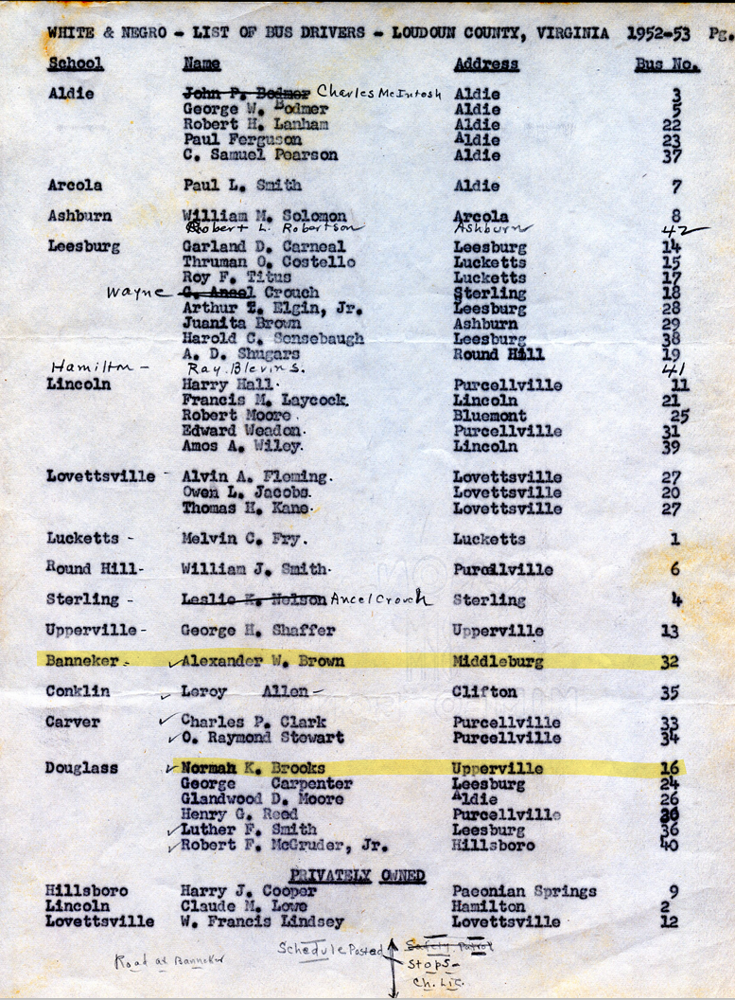 WHITE & NEGRO - LIST OF BUS DRIVERS - LOUDOUN COUNTY, VIRGINIA 1952-53 Pg.
School Name Address Bus No.
Aldie John P. Bodmer Charles McIntosh Aldie 3
George W. Bodmer Aldie 5
Robert H. Lanham Aldie 22
Paul Ferguson Aldie 23
C. Samuel Pearson Aldie 37
Arcola Paul L. Smith Aldie 7
Ashburn William M. Solomon Arcola 8
Robert L. Robertson Ashburn 42
Leesburg Garland D. Carneal Leesburg 14
Thruman O. Costello Lucketts 15
Roy F. Titus Lucketts 17
Wayne C. Ancel Crouch Sterling 18
Arthur T. Elgin, Jr. Leesburg 28
Juanita Brown Ashburn 29
Harold C. Sensebaugh Leesburg 38
A. D. Shugars Round Hill 19
Hamilton - Ray Blevins. 41
Lincoln Harry Hall. Purcellville 11
Francis M. Laycock. Lincoln 21
Robert Moore. Bluemont 25
Edward Weadon. Purcellville 31
Amos A. Wiley. Lincoln 39
Lovettsville - Alvin A. Fleming. Lovettsville 27
Owen L. Jacobs. Lovettsville 20
Thomas H. Kane. Lovettsville 27
Lucketts - Melvin C. Fry. Lucketts 1
Round Hill- William J. Smith. Purcellville 6
Sterling - Leslie K. Nelson Ancel Crouch Sterling 4
Upperville- George H. Shaffer Upperville 13
Banneker - ✓Alexander W. Brown Middleburg 32
Conklin ✓ Leroy Allen- Clifton 35
Carver ✓Charles P. Clark Purcellville 33
✓O. Raymond Stewart Purcellville 34
Douglass ✓Norman K. Brooks Upperville 16
George Carpenter Leesburg 24
Glandwood D. Moore Aldie 26
Henry G. Reed Purcellville 30
✓Luther F. Smith Leesburg 36
✓Robert F. McGruder, Jr. Hillsboro 40
PRIVATELY OWNED
Hillsboro Harry J. Cooper Paeonian Springs 9
Lincoln Claude M. Lowe Hamilton 2
Lovettsville W. Francis Lindsey Lovettsville 12
Schedule Posted Safety Patrol
Road at Banneker Stops-
Ch. Lic.